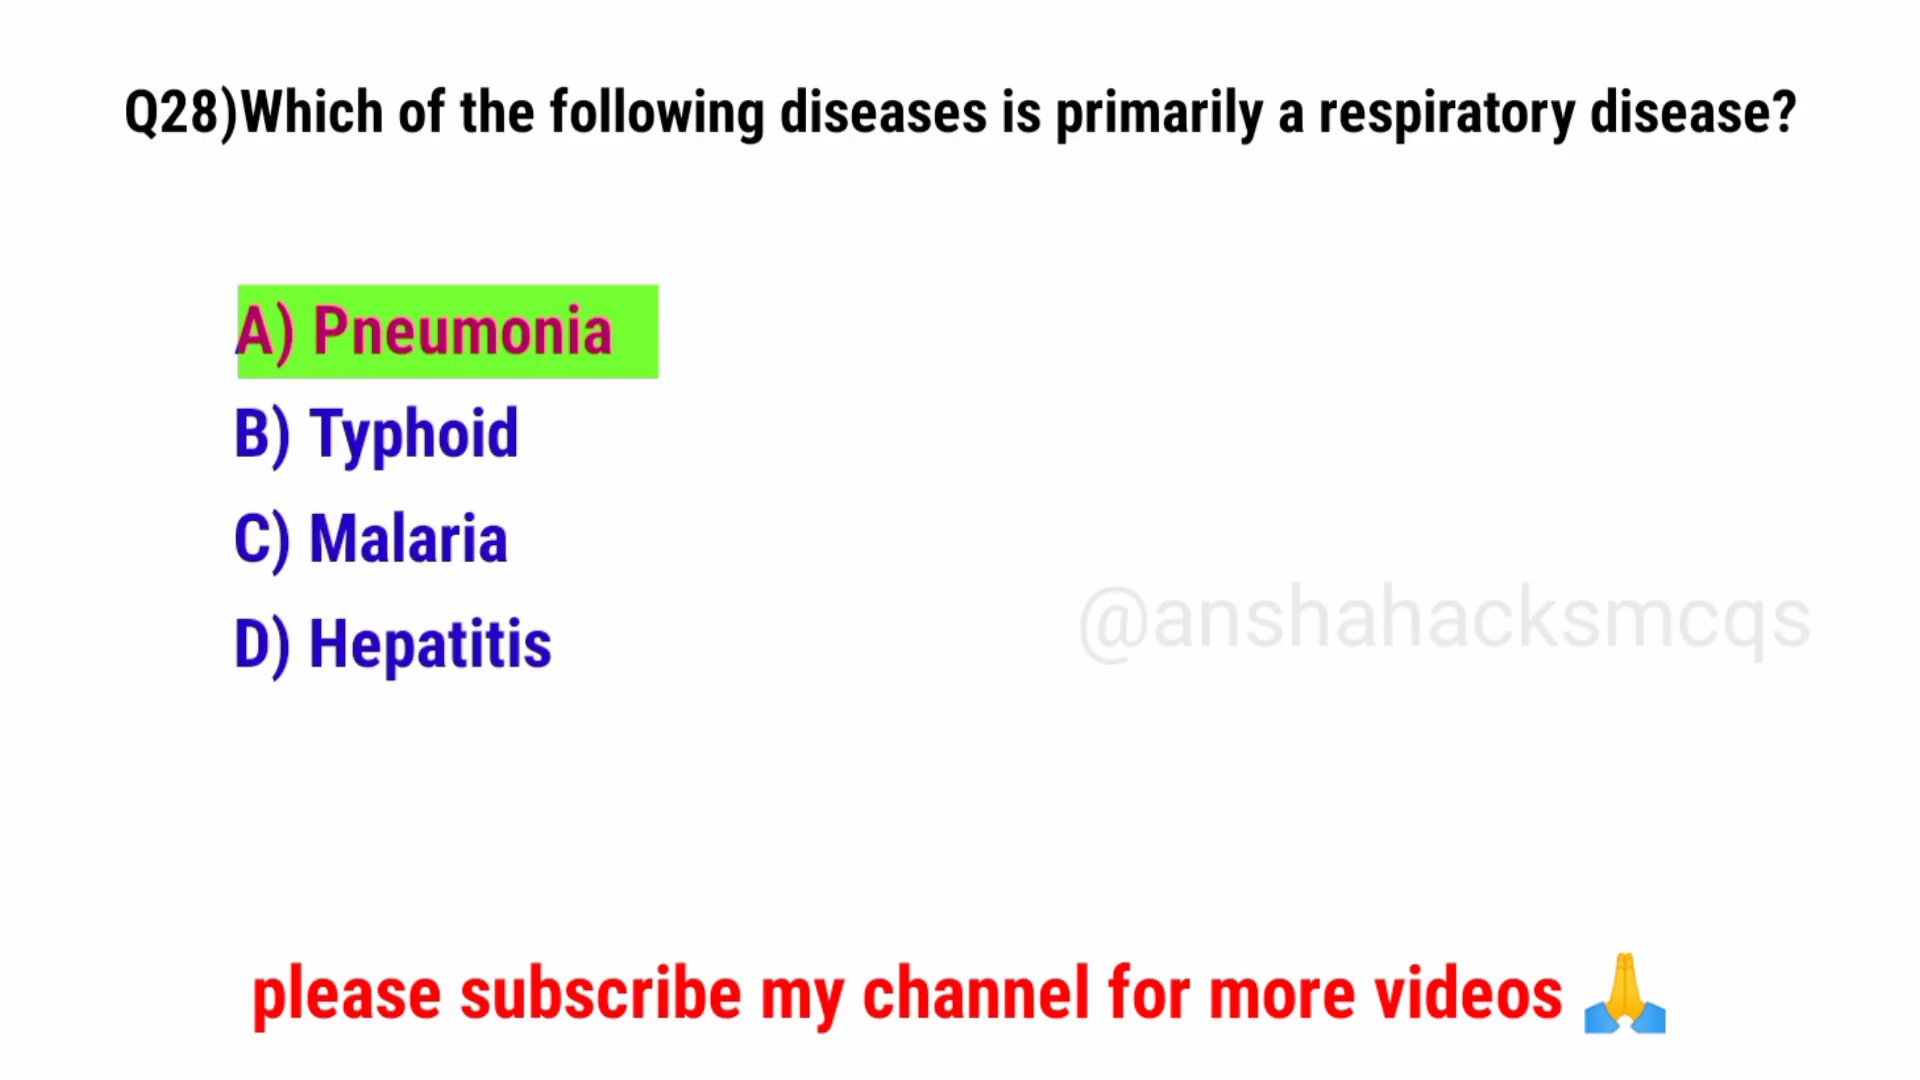 Q28)Which of the following diseases is primarily a respiratory disease?
A) Pneumonia
B) Typhoid
C) Malaria
D) Hepatitis
@anshahacksmcqs
please subscribe my channel for more videos 🙏